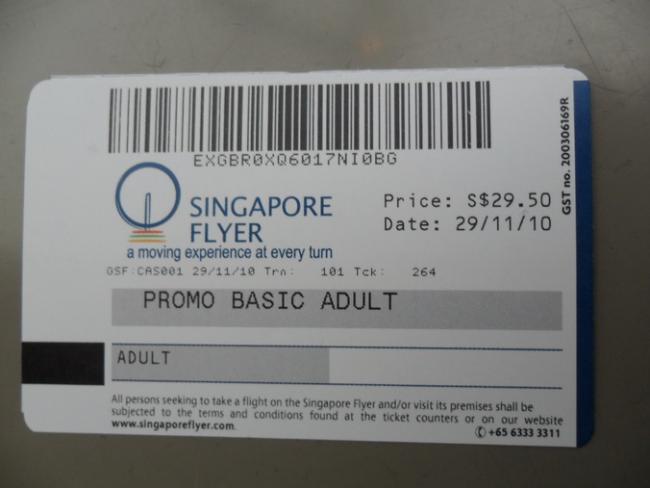 EXGBR0XQ6017NI0BG
GST no. 200306169R
SINGAPORE
FLYER
a moving experience at every turn
Price: S$29.50
Date: 29/11/10
GSF:CAS001 29/11/10 Trn: 101 Tck: 264
PROMO BASIC ADULT
ADULT
All persons seeking to take a flight on the Singapore Flyer and/or visit its premises shall be
subjected to the terms and conditions found at the ticket counters or on our website
www.singaporeflyer.com.
+65 6333 3311